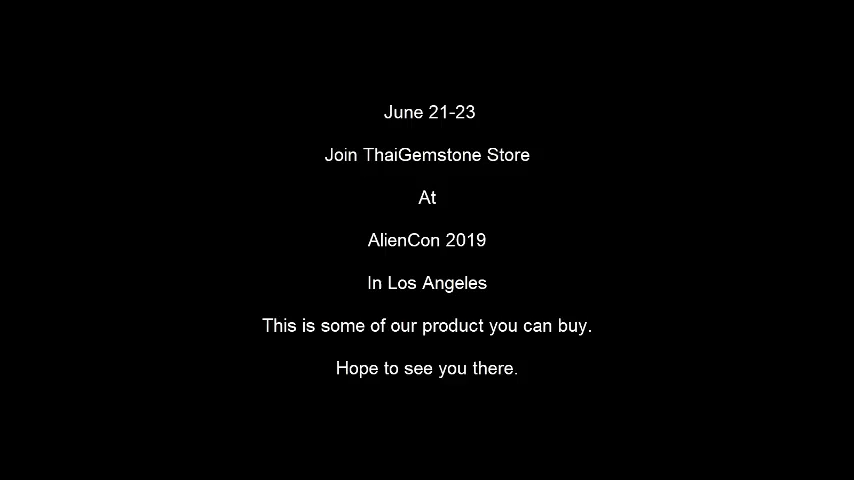 June 21-23
Join ThaiGemstone Store
At
AlienCon 2019
In Los Angeles
This is some of our product you can buy.
Hope to see you there.